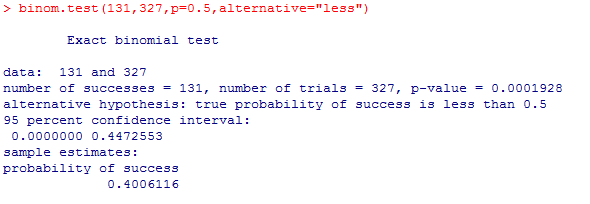 > binom.test(131,327,p=0.5,alternative="less")
Exact binomial test
data:  131 and 327
number of successes = 131, number of trials = 327, p-value = 0.0001928
alternative hypothesis: true probability of success is less than 0.5
95 percent confidence interval:
0.0000000 0.4472553
sample estimates:
probability of success
0.4006116